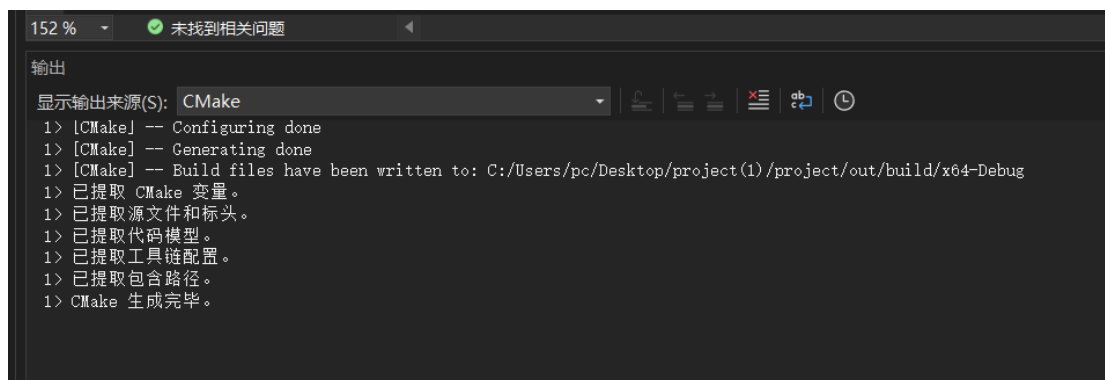 152 % 未找到相关问题
输出
显示输出来源(S): CMake
1> [CMake] -- Configuring done
1> [CMake] -- Generating done
1> [CMake] -- Build files have been written to: C:/Users/pc/Desktop/project(1)/project/out/build/x64-Debug
1> 已提取 CMake 变量。
1> 已提取源文件和标头。
1> 已提取代码模型。
1> 已提取工具链配置。
1> 已提取包含路径。
1> CMake 生成完毕。